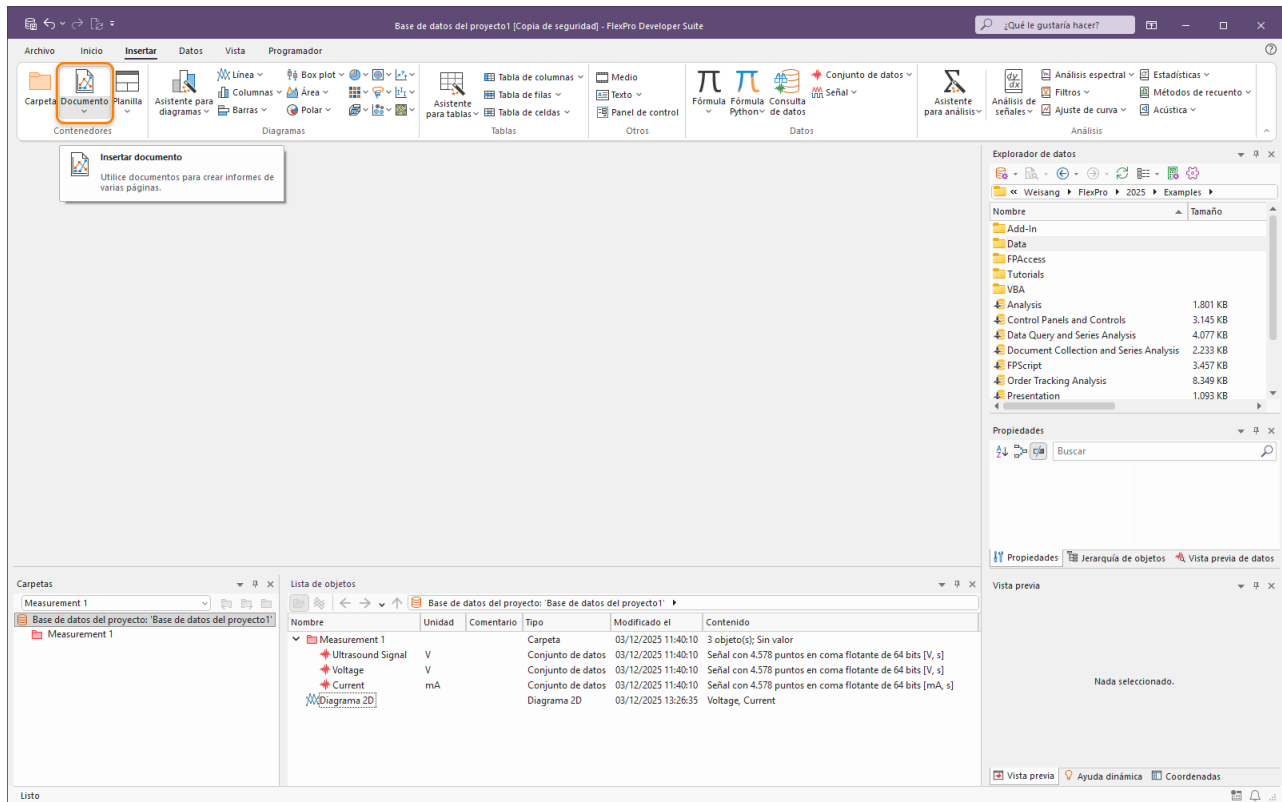 Base de datos del proyecto1 [Copia de seguridad] - FlexPro Developer Suite
¿Qué le gustaría hacer?
Archivo Inicio Insertar Datos Vista Programador
Carpeta
Documento
Planilla
Contenedores
Asistente para
diagramas
Línea
Columnas
Barras
Box plot
Área
Polar
Diagramas
Asistente
para tablas
Tabla de columnas
Tabla de filas
Tabla de celdas
Tablas
Medio
Texto
Panel de control
Otros
Fórmula
Fórmula
Python
Consulta
de datos
Conjunto de datos
Señal
Datos
Asistente
para análisis
dy
dx
Análisis de
señales
Análisis espectral
Filtros
Ajuste de curva
Estadísticas
Métodos de recuento
Acústica
Análisis
Insertar documento
Utilice documentos para crear informes de
varias páginas.
Explorador de datos
« Weisang FlexPro 2025 Examples
Nombre Tamaño
Add-In
Data
FPAccess
Tutorials
VBA
Analysis 1.801 KB
Control Panels and Controls 3.145 KB
Data Query and Series Analysis 4.077 KB
Document Collection and Series Analysis 2.233 KB
FPScript 3.457 KB
Order Tracking Analysis 8.349 KB
Presentation 1.093 KB
Propiedades
Buscar
Propiedades Jerarquía de objetos Vista previa de datos
Carpetas
Measurement 1
Base de datos del proyecto: 'Base de datos del proyecto1'
Measurement 1
Lista de objetos
Base de datos del proyecto: 'Base de datos del proyecto1'
Nombre Unidad Comentario Tipo Modificado el Contenido
Measurement 1 Carpeta 03/12/2025 11:40:10 3 objeto(s); Sin valor
Ultrasound Signal V Conjunto de datos 03/12/2025 11:40:10 Señal con 4.578 puntos en coma flotante de 64 bits [V, s]
Voltage V Conjunto de datos 03/12/2025 11:40:10 Señal con 4.578 puntos en coma flotante de 64 bits [V, s]
Current mA Conjunto de datos 03/12/2025 11:40:10 Señal con 4.578 puntos en coma flotante de 64 bits [mA, s]
Diagrama 2D Diagrama 2D 03/12/2025 13:26:35 Voltage, Current
Vista previa
Nada seleccionado.
Vista previa Ayuda dinámica Coordenadas
Listo